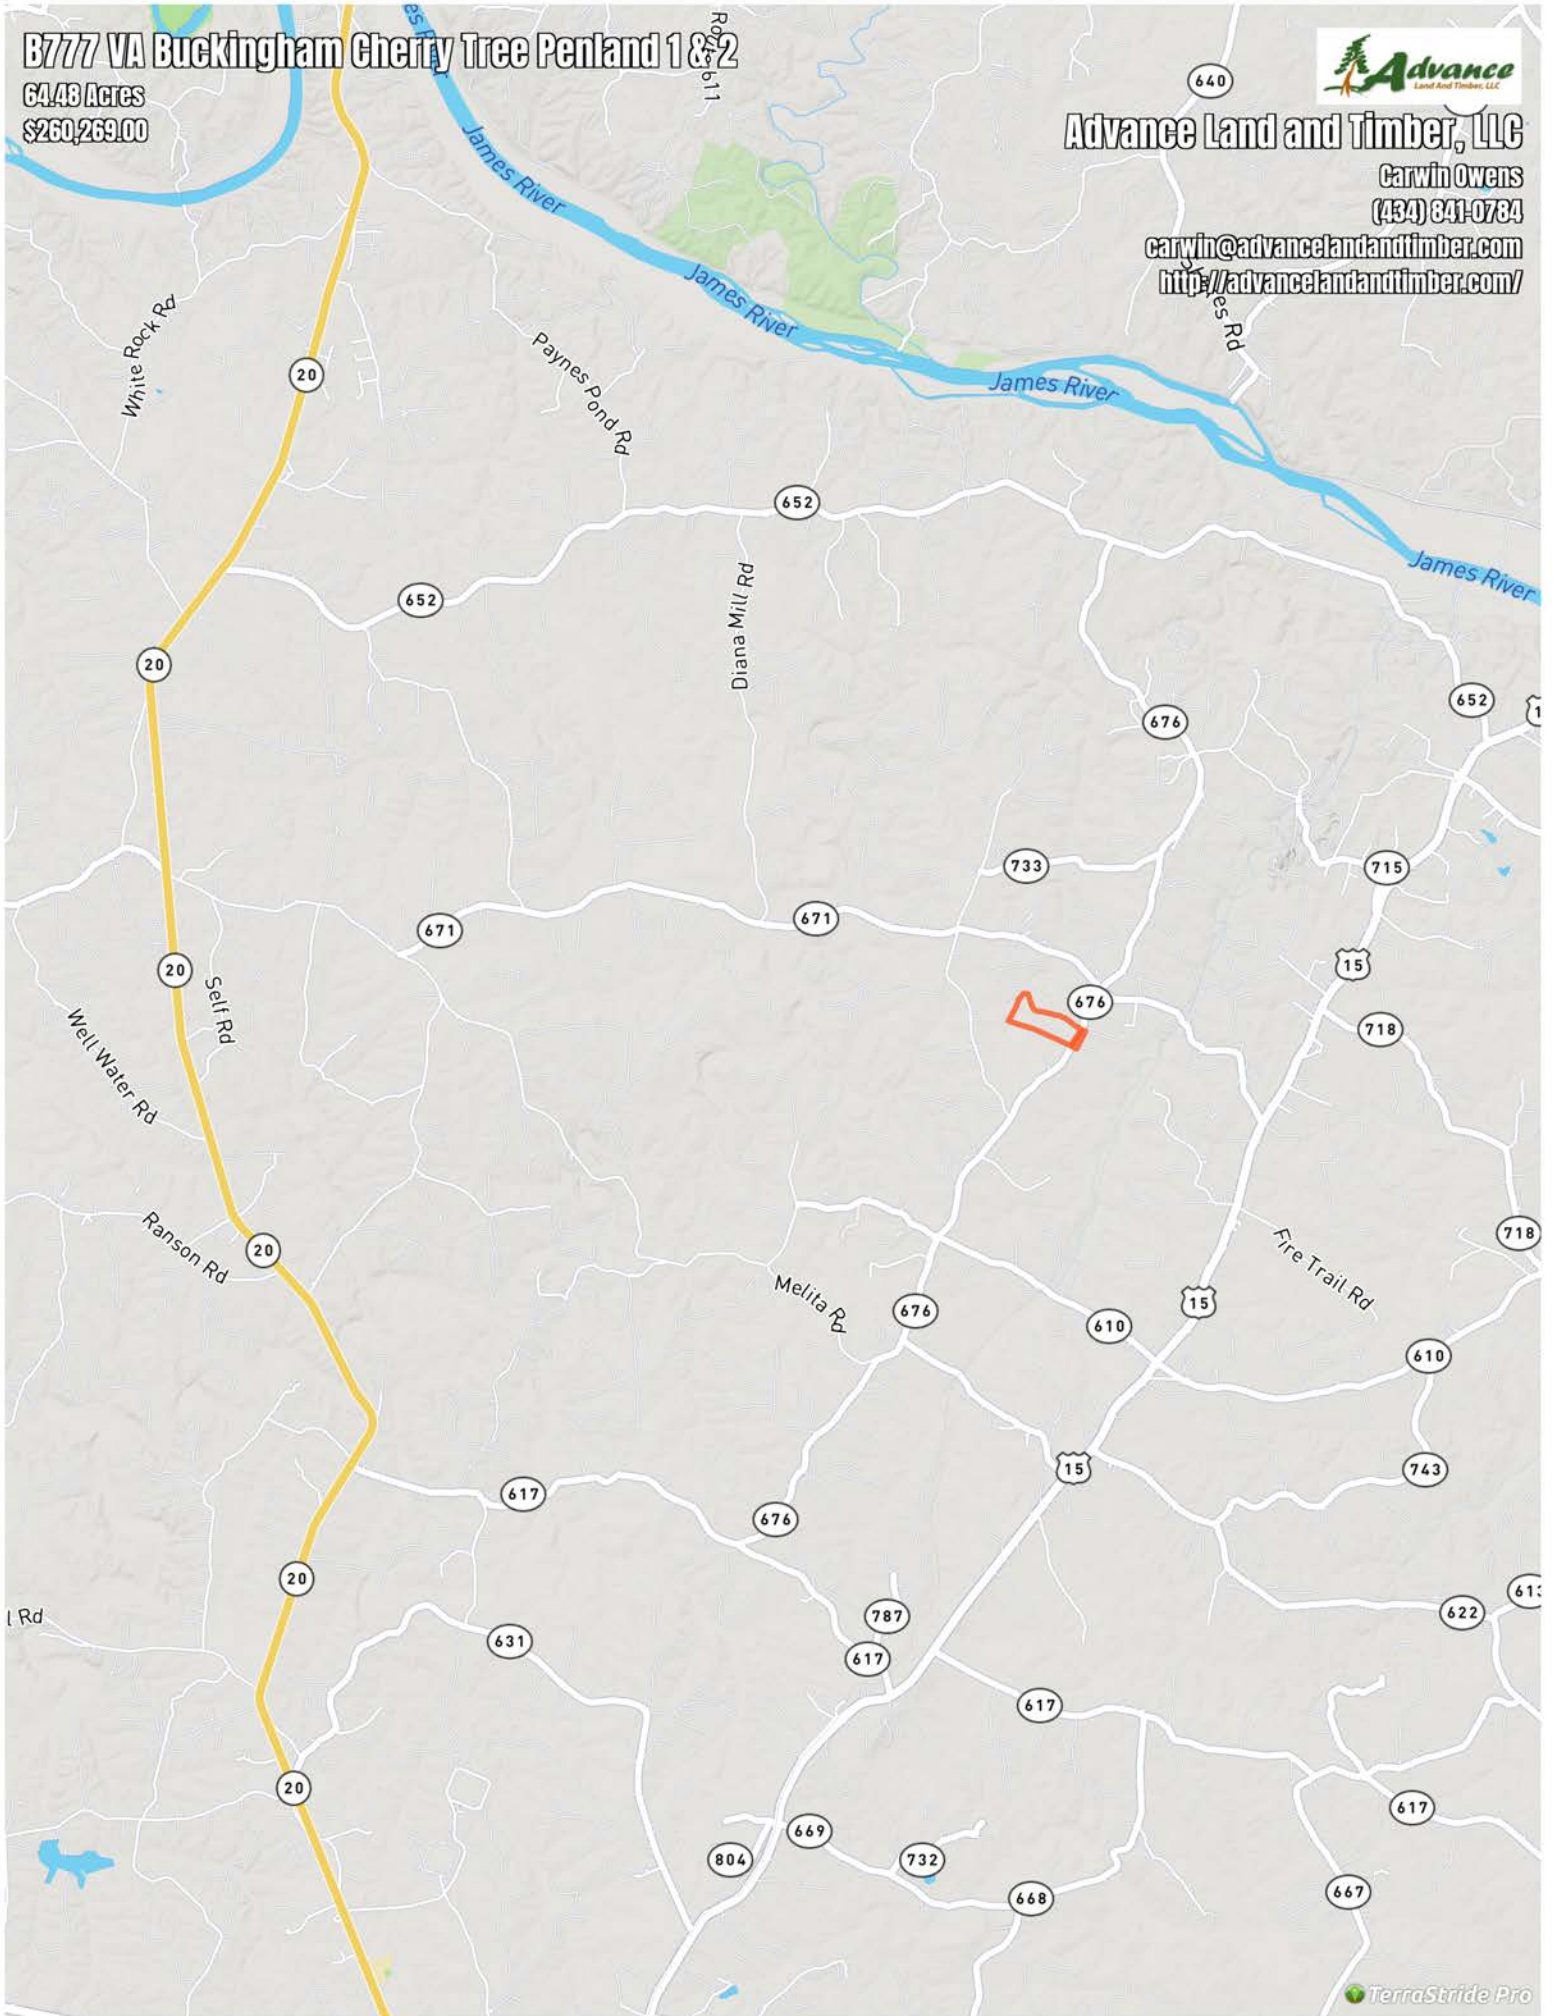 B777 VA Buckingham Cherry Tree Penland 1 & 2
64.48 Acres
$260,269.00
Advance
Land And Timber, LLC
Advance Land and Timber, LLC
Carwin Owens
(434) 841-0784
carwin@advancelandandtimber.com
http://advancelandandtimber.com/
640
James River
James River
James River
James River
White Rock Rd
20
Paynes Pond Rd
652
652
Diana Mill Rd
20
652
676
733
715
671
671
20
Self Rd
15
676
718
Well Water Rd
Ranson Rd
20
718
Fire Trail Rd
Melita Rd
676
15
610
610
15
743
617
676
20
787
613
622
l Rd
631
617
617
20
617
669
804
732
668
667
TerraStride Pro